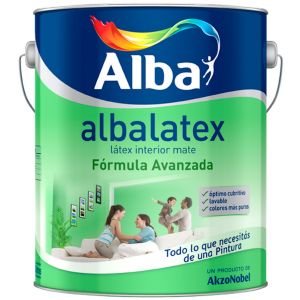 Alba
albalatex
látex interior mate
Fórmula Avanzada
óptimo cubritivo
lavable
colores más puros
Todo lo que necesitás
de una Pintura
UN PRODUCTO DE
AkzoNobel